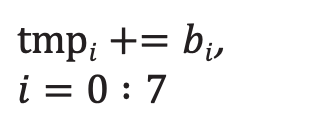 tmpᵢ += bᵢ,
i = 0 : 7